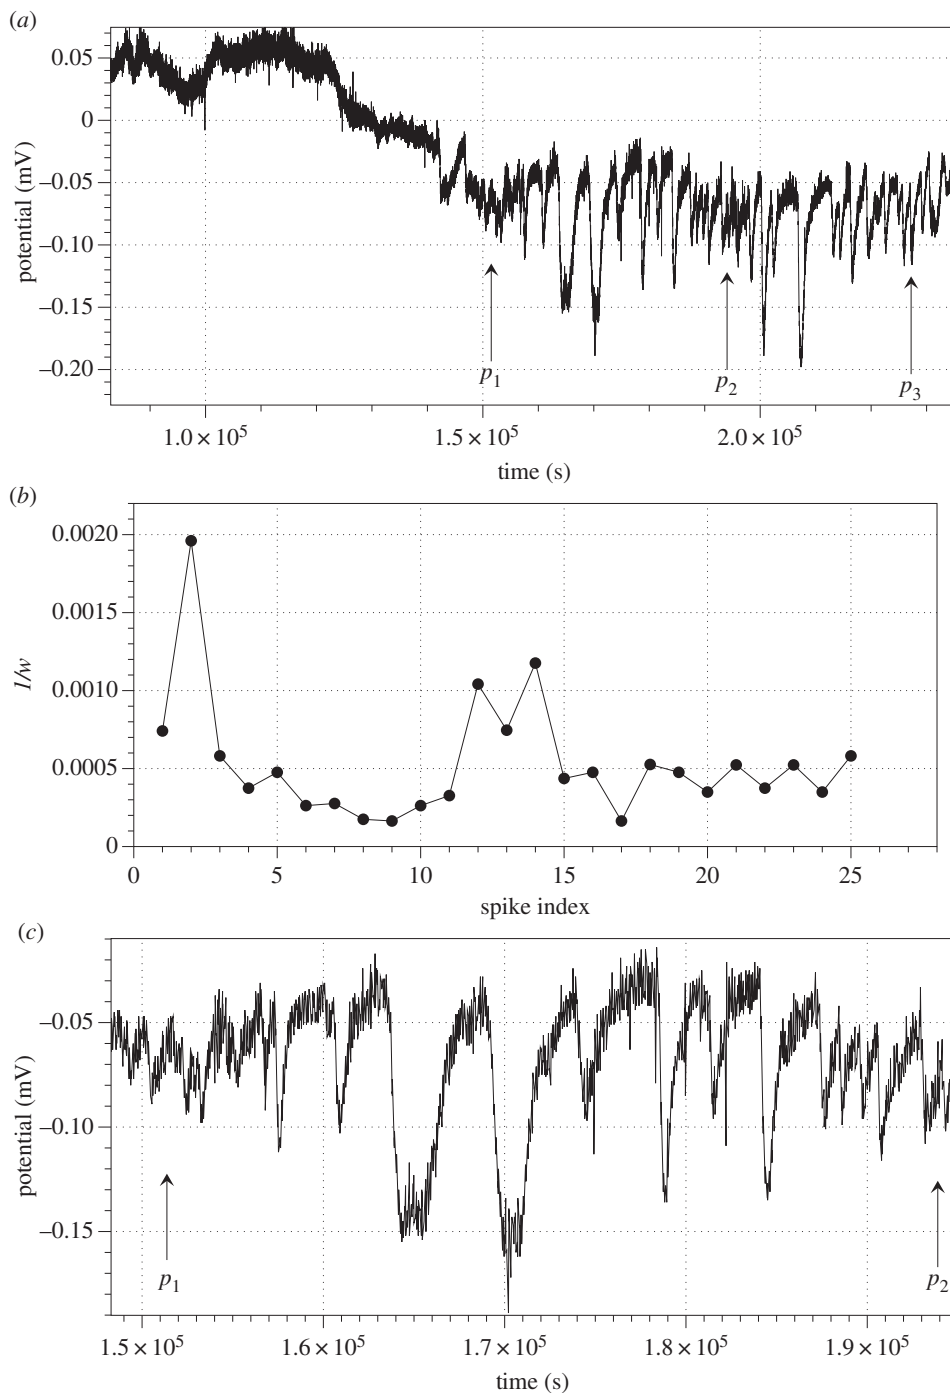 (a)
0.05
0
–0.05
–0.10
–0.15
–0.20
potential (mV)
p1
p2
p3
1.0 × 10⁵
1.5 × 10⁵
2.0 × 10⁵
time (s)
(b)
0.0020
0.0015
0.0010
0.0005
0
1/w
0
5
10
15
20
25
spike index
(c)
–0.05
–0.10
–0.15
potential (mV)
p1
p2
1.5 × 10⁵
1.6 × 10⁵
1.7 × 10⁵
1.8 × 10⁵
1.9 × 10⁵
time (s)